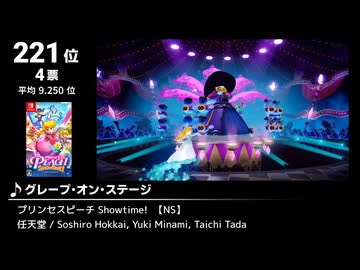 221位
4票
平均 9.250 位
PEACH
SHOWTIME!
♪グレープ・オン・ステージ
プリンセスピーチ Showtime! 【NS】
任天堂 / Soshiro Hokkai, Yuki Minami, Taichi Tada